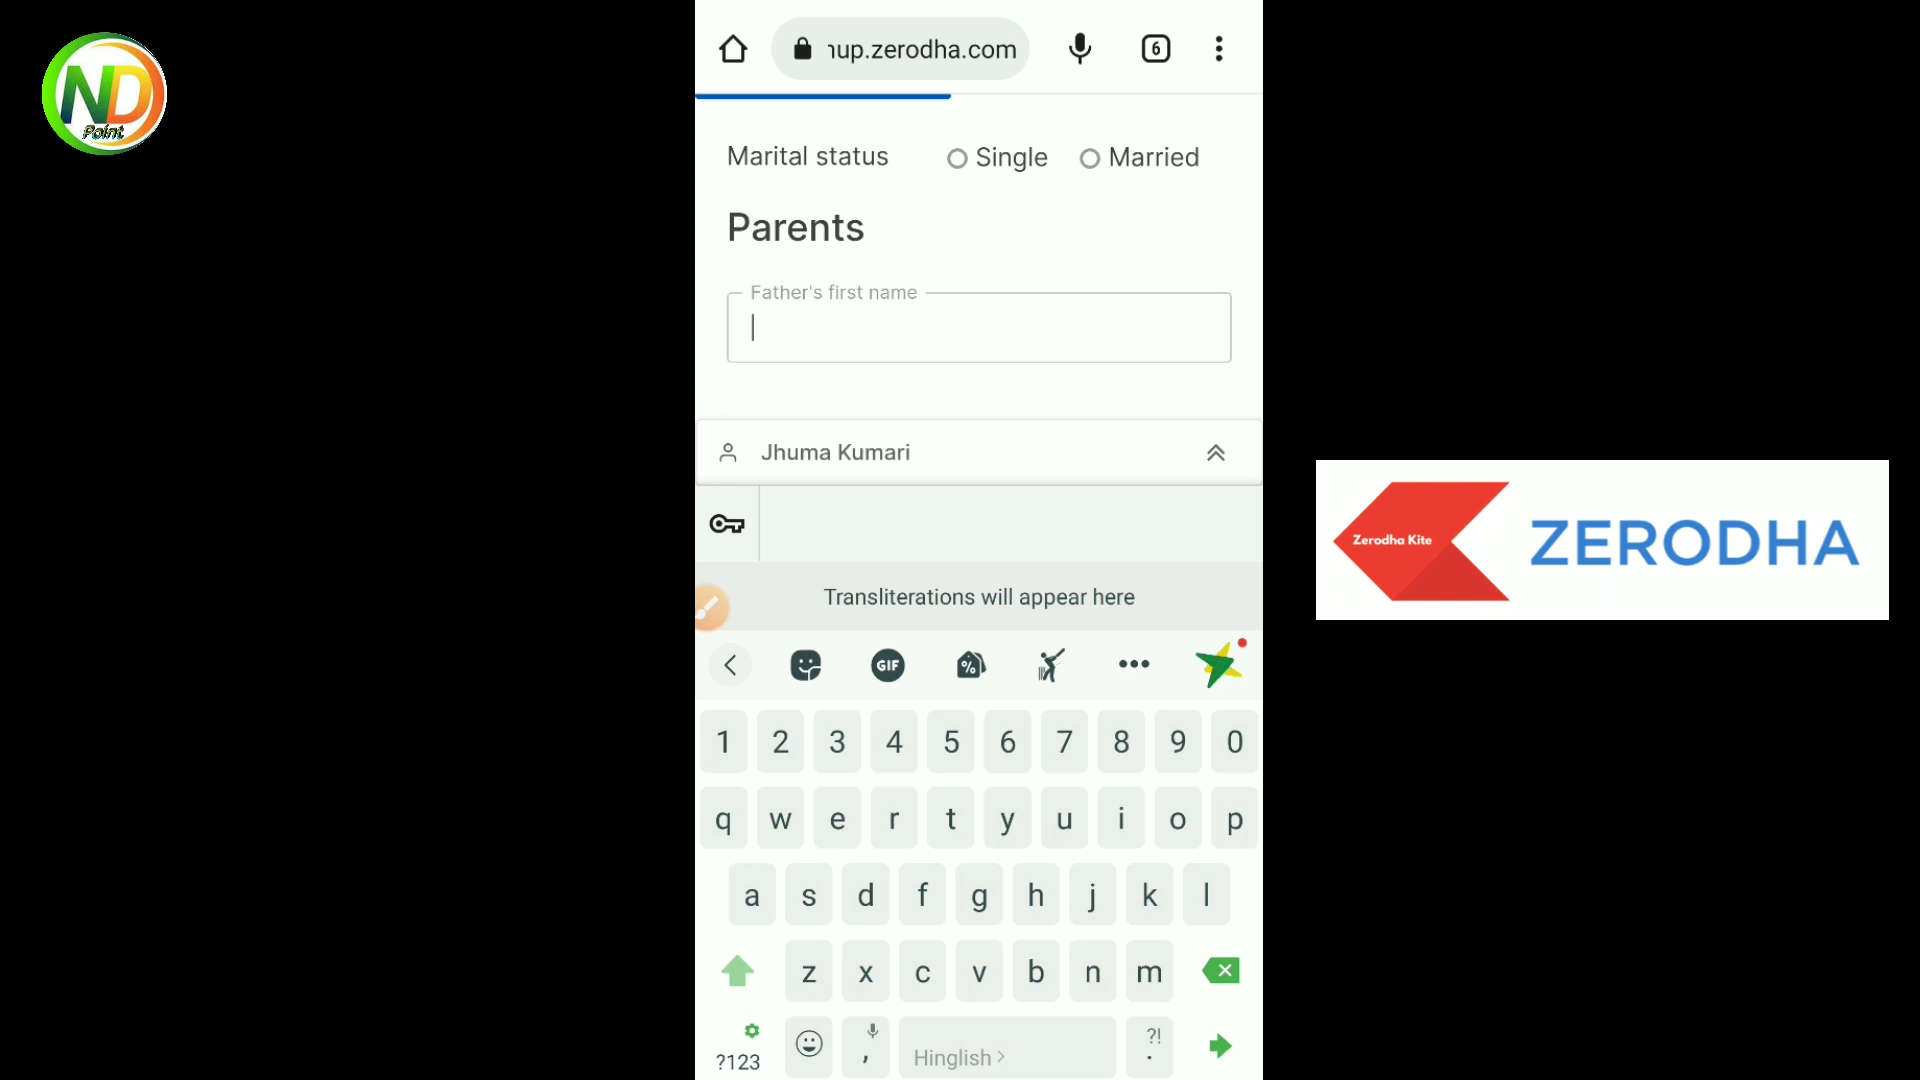 ND
Point
nup.zerodha.com
6
Marital status
Single
Married
Parents
Father's first name
Jhuma Kumari
Transliterations will appear here
GIF
%
1 2 3 4 5 6 7 8 9 0
q w e r t y u i o p
a s d f g h j k l
z x c v b n m
?123
,
Hinglish >
?!
.
Zerodha Kite
ZERODHA